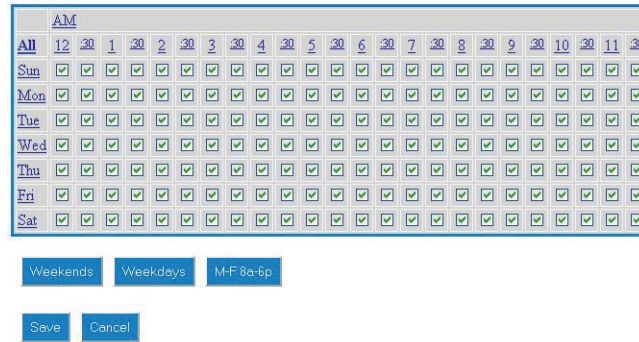 AM
All 12 :30 1 :30 2 :30 3 :30 4 :30 5 :30 6 :30 7 :30 8 :30 9 :30 10 :30 11
Sun
Mon
Tue
Wed
Thu
Fri
Sat
Weekends Weekdays M-F 8a-6p
Save Cancel